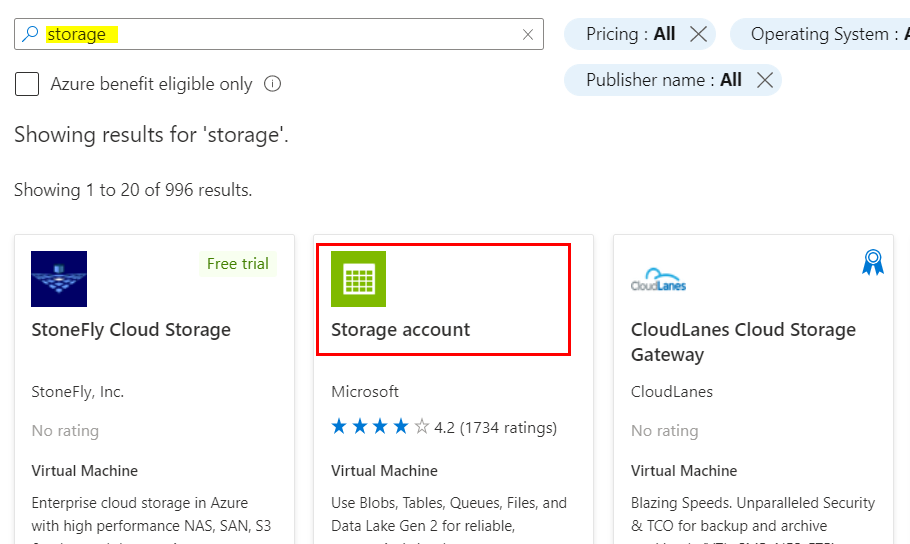 storage
Pricing : All
Operating System :
Azure benefit eligible only
Publisher name : All
Showing results for 'storage'.
Showing 1 to 20 of 996 results.
Free trial
StoneFly Cloud Storage
StoneFly, Inc.
No rating
Virtual Machine
Enterprise cloud storage in Azure
with high performance NAS, SAN, S3
Storage account
Microsoft
4.2 (1734 ratings)
Virtual Machine
Use Blobs, Tables, Queues, Files, and
Data Lake Gen 2 for reliable,
CloudLanes
CloudLanes Cloud Storage
Gateway
CloudLanes
No rating
Virtual Machine
Blazing Speeds. Unparalleled Security
& TCO for backup and archive